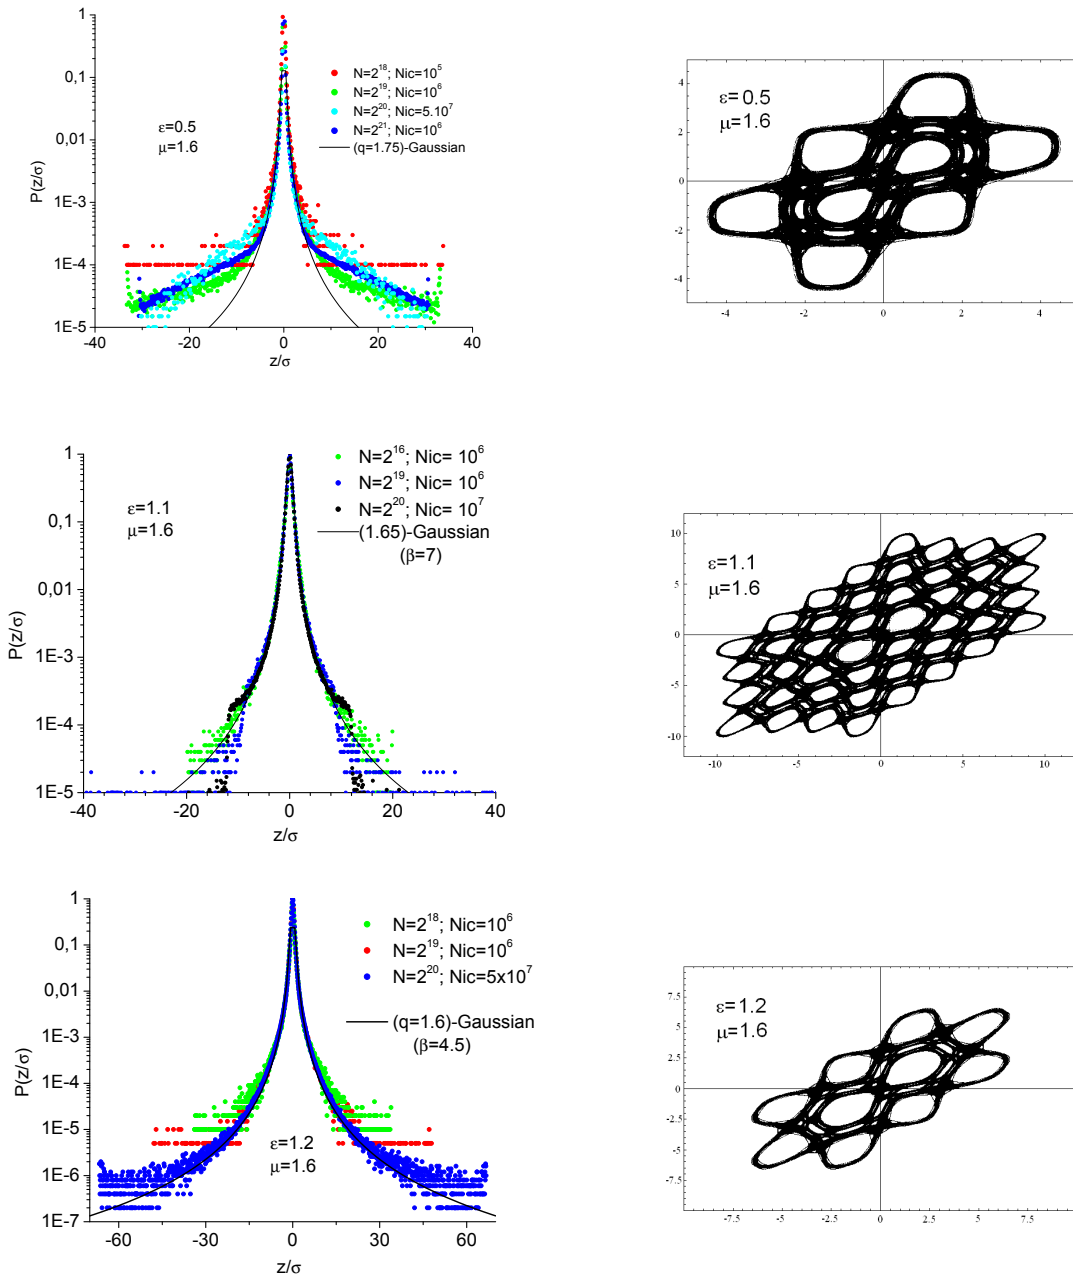 1
0,1
0,01
1E-3
1E-4
1E-5
P(z/σ)
ε=0.5
μ=1.6
N=2^18; Nic=10^5
N=2^19; Nic=10^6
N=2^20; Nic=5.10^7
N=2^21; Nic=10^6
(q=1.75)-Gaussian
-40 -20 0 20 40
z/σ
ε=0.5
μ=1.6
4
2
0
-2
-4
-4 -2 0 2 4
1
0,1
0,01
1E-3
1E-4
1E-5
P(z/σ)
ε=1.1
μ=1.6
N=2^16; Nic= 10^6
N=2^19; Nic= 10^6
N=2^20; Nic= 10^7
(1.65)-Gaussian
(β=7)
-40 -20 0 20 40
z/σ
ε=1.1
μ=1.6
10
5
0
-5
-10
-10 -5 0 5 10
1
0,1
0,01
1E-3
1E-4
1E-5
1E-6
1E-7
P(z/σ)
N=2^18; Nic=10^6
N=2^19; Nic=10^6
N=2^20; Nic=5x10^7
(q=1.6)-Gaussian
(β=4.5)
ε=1.2
μ=1.6
-60 -30 0 30 60
z/σ
ε=1.2
μ=1.6
7.5
5
2.5
0
-2.5
-5
-7.5
-7.5 -5 -2.5 0 2.5 5 7.5